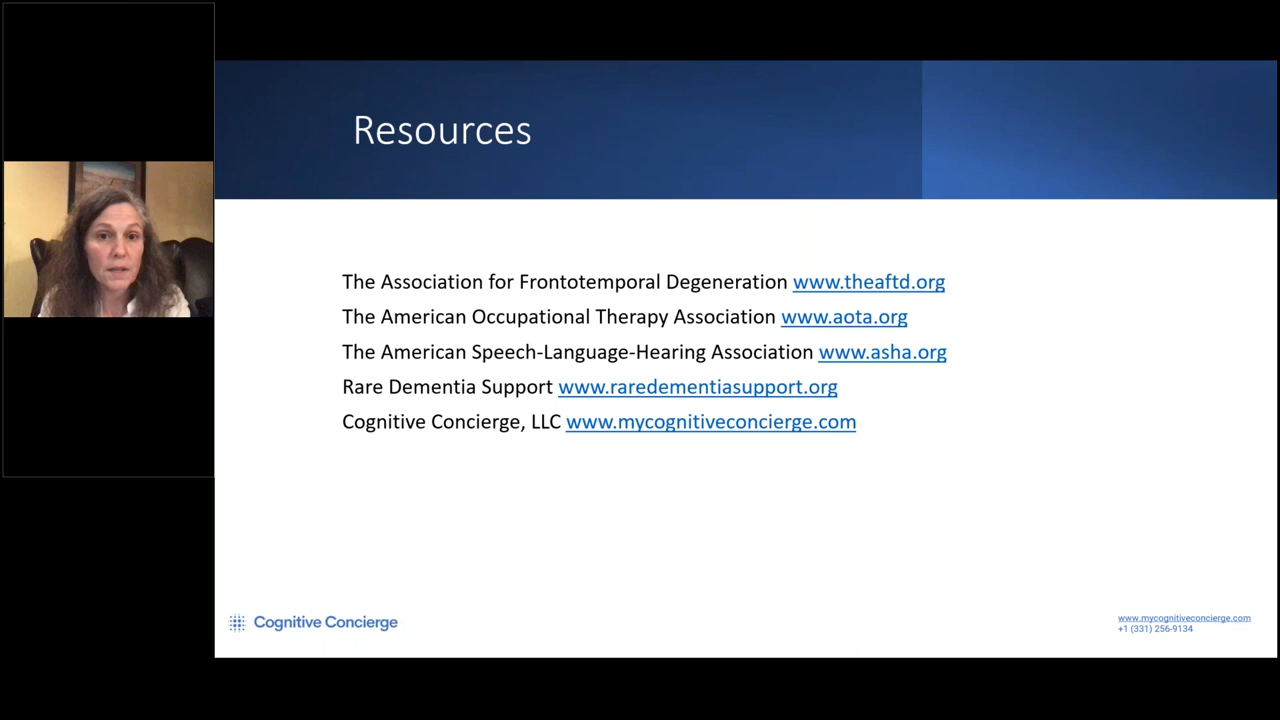 Resources
The Association for Frontotemporal Degeneration www.theaftd.org
The American Occupational Therapy Association www.aota.org
The American Speech-Language-Hearing Association www.asha.org
Rare Dementia Support www.raredementiasupport.org
Cognitive Concierge, LLC www.mycognitiveconcierge.com
Cognitive Concierge
www.mycognitiveconcierge.com
+1 (331) 256-9134